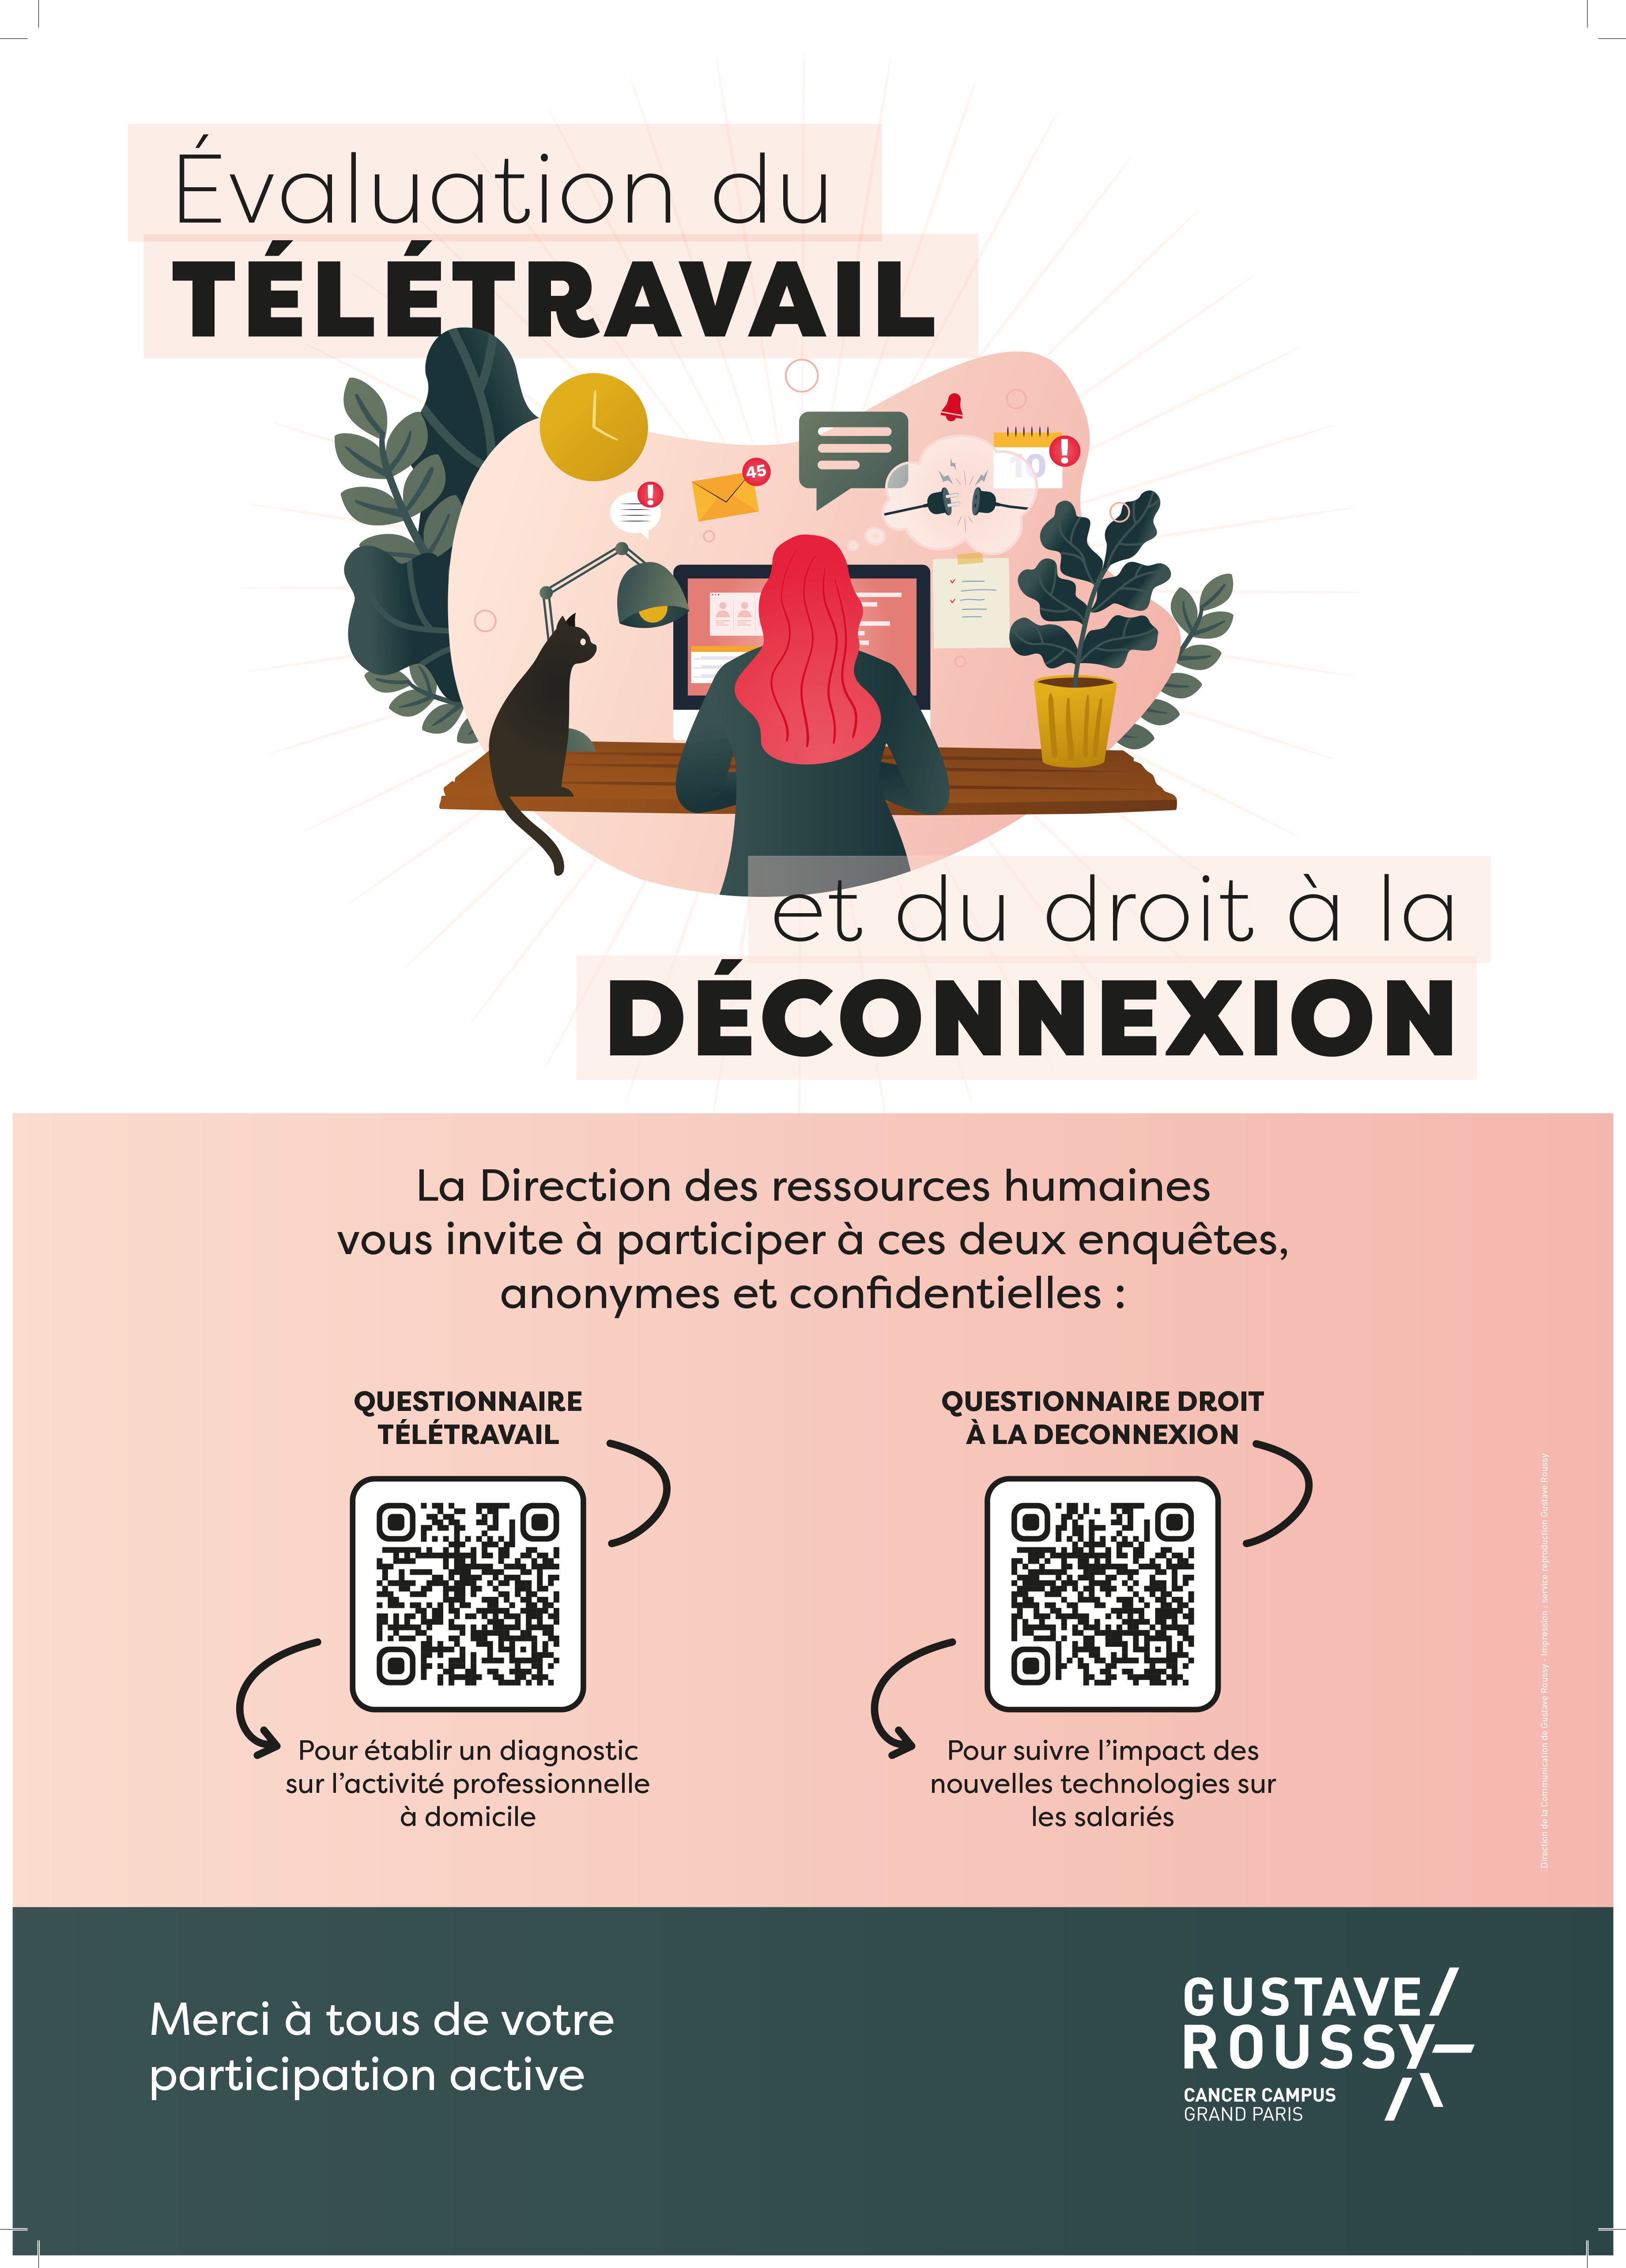 Évaluation du
TÉLÉTRAVAIL
45
10
et du droit à la
DÉCONNEXION
La Direction des ressources humaines
vous invite à participer à ces deux enquêtes,
anonymes et confidentielles :
QUESTIONNAIRE
TÉLÉTRAVAIL
Pour établir un diagnostic
sur l’activité professionnelle
à domicile
QUESTIONNAIRE DROIT
À LA DECONNEXION
Pour suivre l’impact des
nouvelles technologies sur
les salariés
Direction de la Communication de Gustave Roussy - Impression : service reproduction Gustave Roussy
Merci à tous de votre
participation active
GUSTAVE
ROUSSY
CANCER CAMPUS
GRAND PARIS